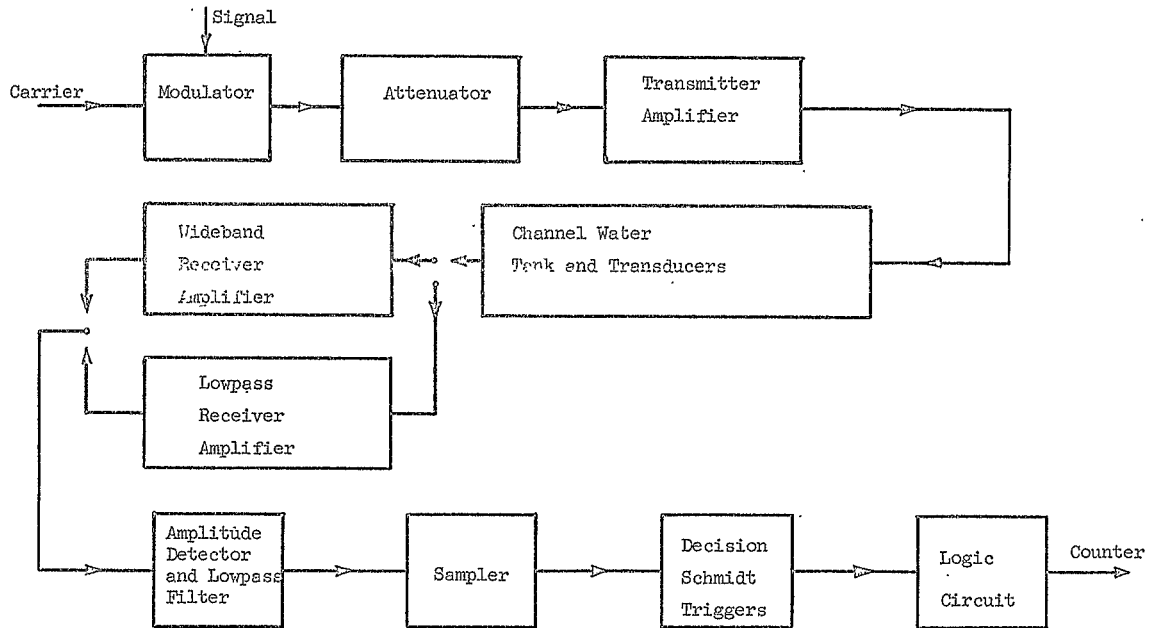 Signal
Carrier
Modulator
Attenuator
Transmitter
Amplifier
Wideband
Receiver
Amplifier
Channel Water
Tank and Transducers
Lowpass
Receiver
Amplifier
Amplitude
Detector
and Lowpass
Filter
Sampler
Decision
Schmidt
Triggers
Logic
Circuit
Counter